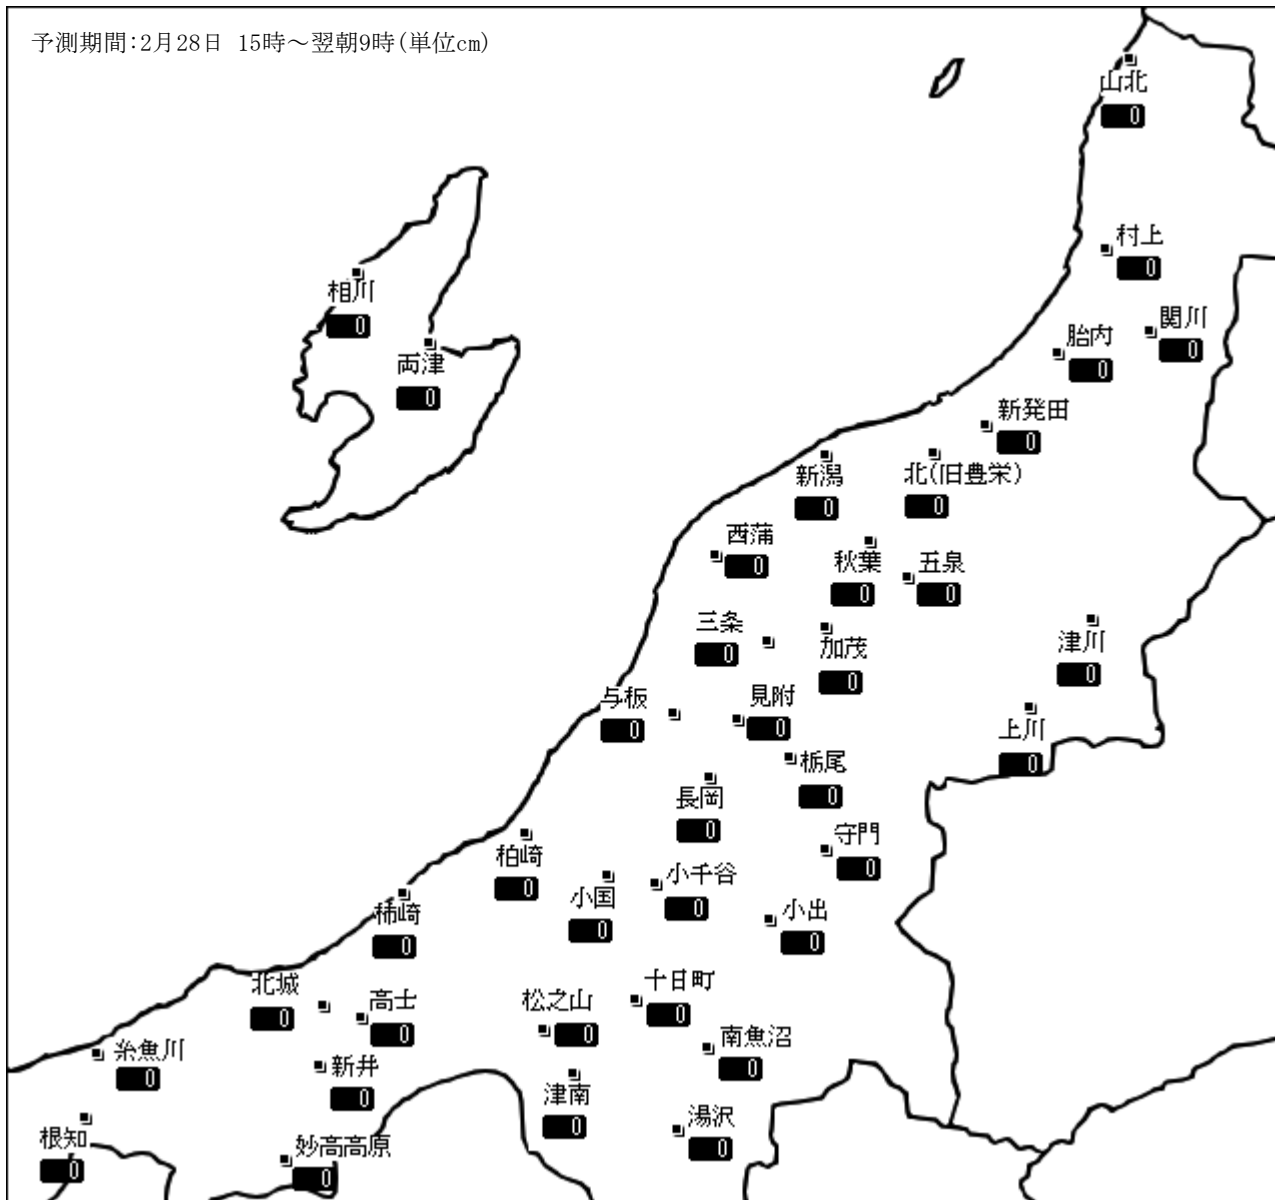 予測期間:2月28日 15時～翌朝9時(単位cm)
山北
0
村上
0
相川
0
関川
0
胎内
0
両津
0
新発田
0
新潟
0
北(旧豊栄)
0
西蒲
0
秋葉
0
五泉
0
三条
0
加茂
0
津川
0
与板
0
見附
0
上川
0
栃尾
0
長岡
0
守門
0
柏崎
0
小国
0
小千谷
0
小出
0
柿崎
0
北城
0
高士
0
松之山
0
十日町
0
南魚沼
0
糸魚川
0
新井
0
津南
0
湯沢
0
根知
0
妙高高原
0